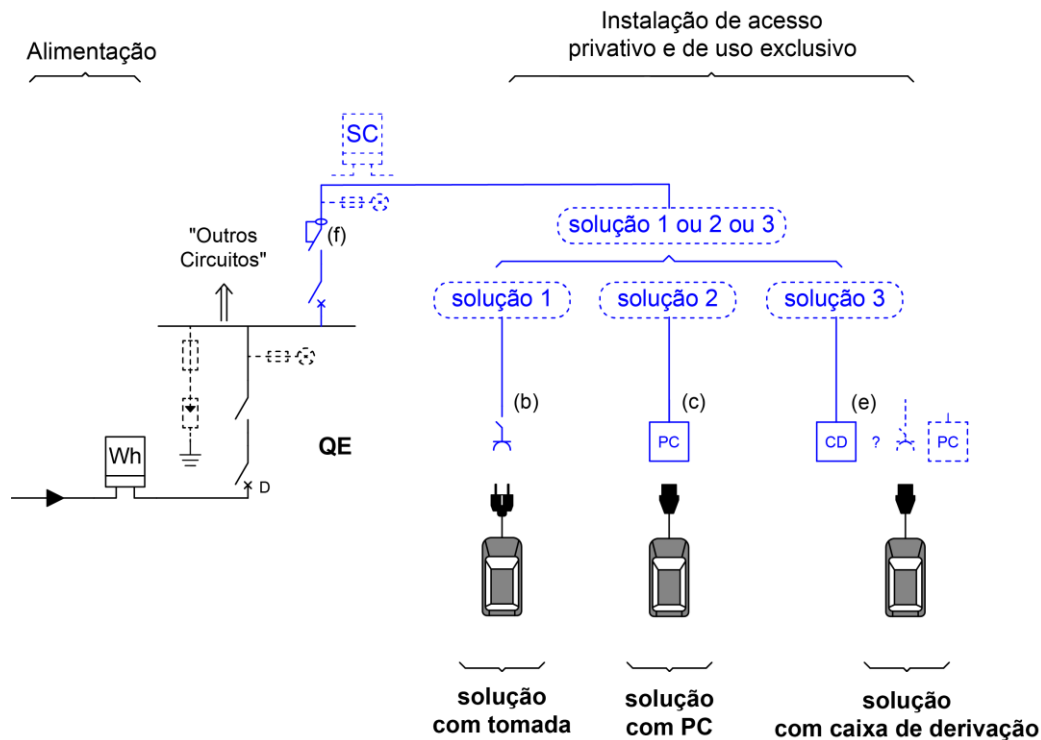 Instalação de acesso
privativo e de uso exclusivo
Alimentação
SC
solução 1 ou 2 ou 3
"Outros
Circuitos"
(f)
solução 1
solução 2
solução 3
(b)
(c)
(e)
PC
CD
?
PC
QE
Wh
D
solução
com tomada
solução
com PC
solução
com caixa de derivação